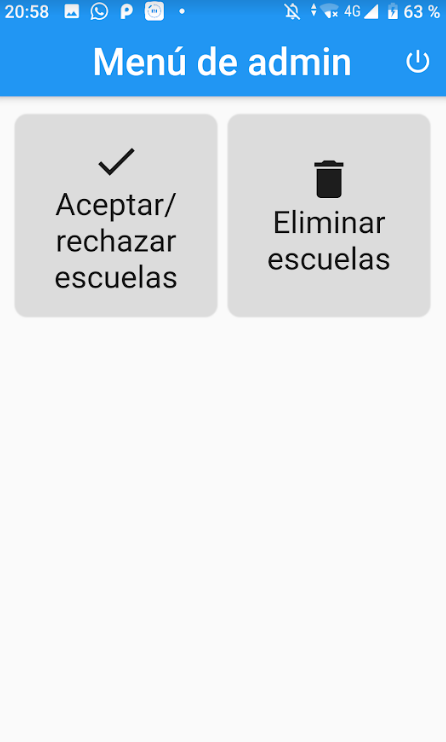 20:58 4G 63 %
Menú de admin
Aceptar/
rechazar
escuelas
Eliminar
escuelas